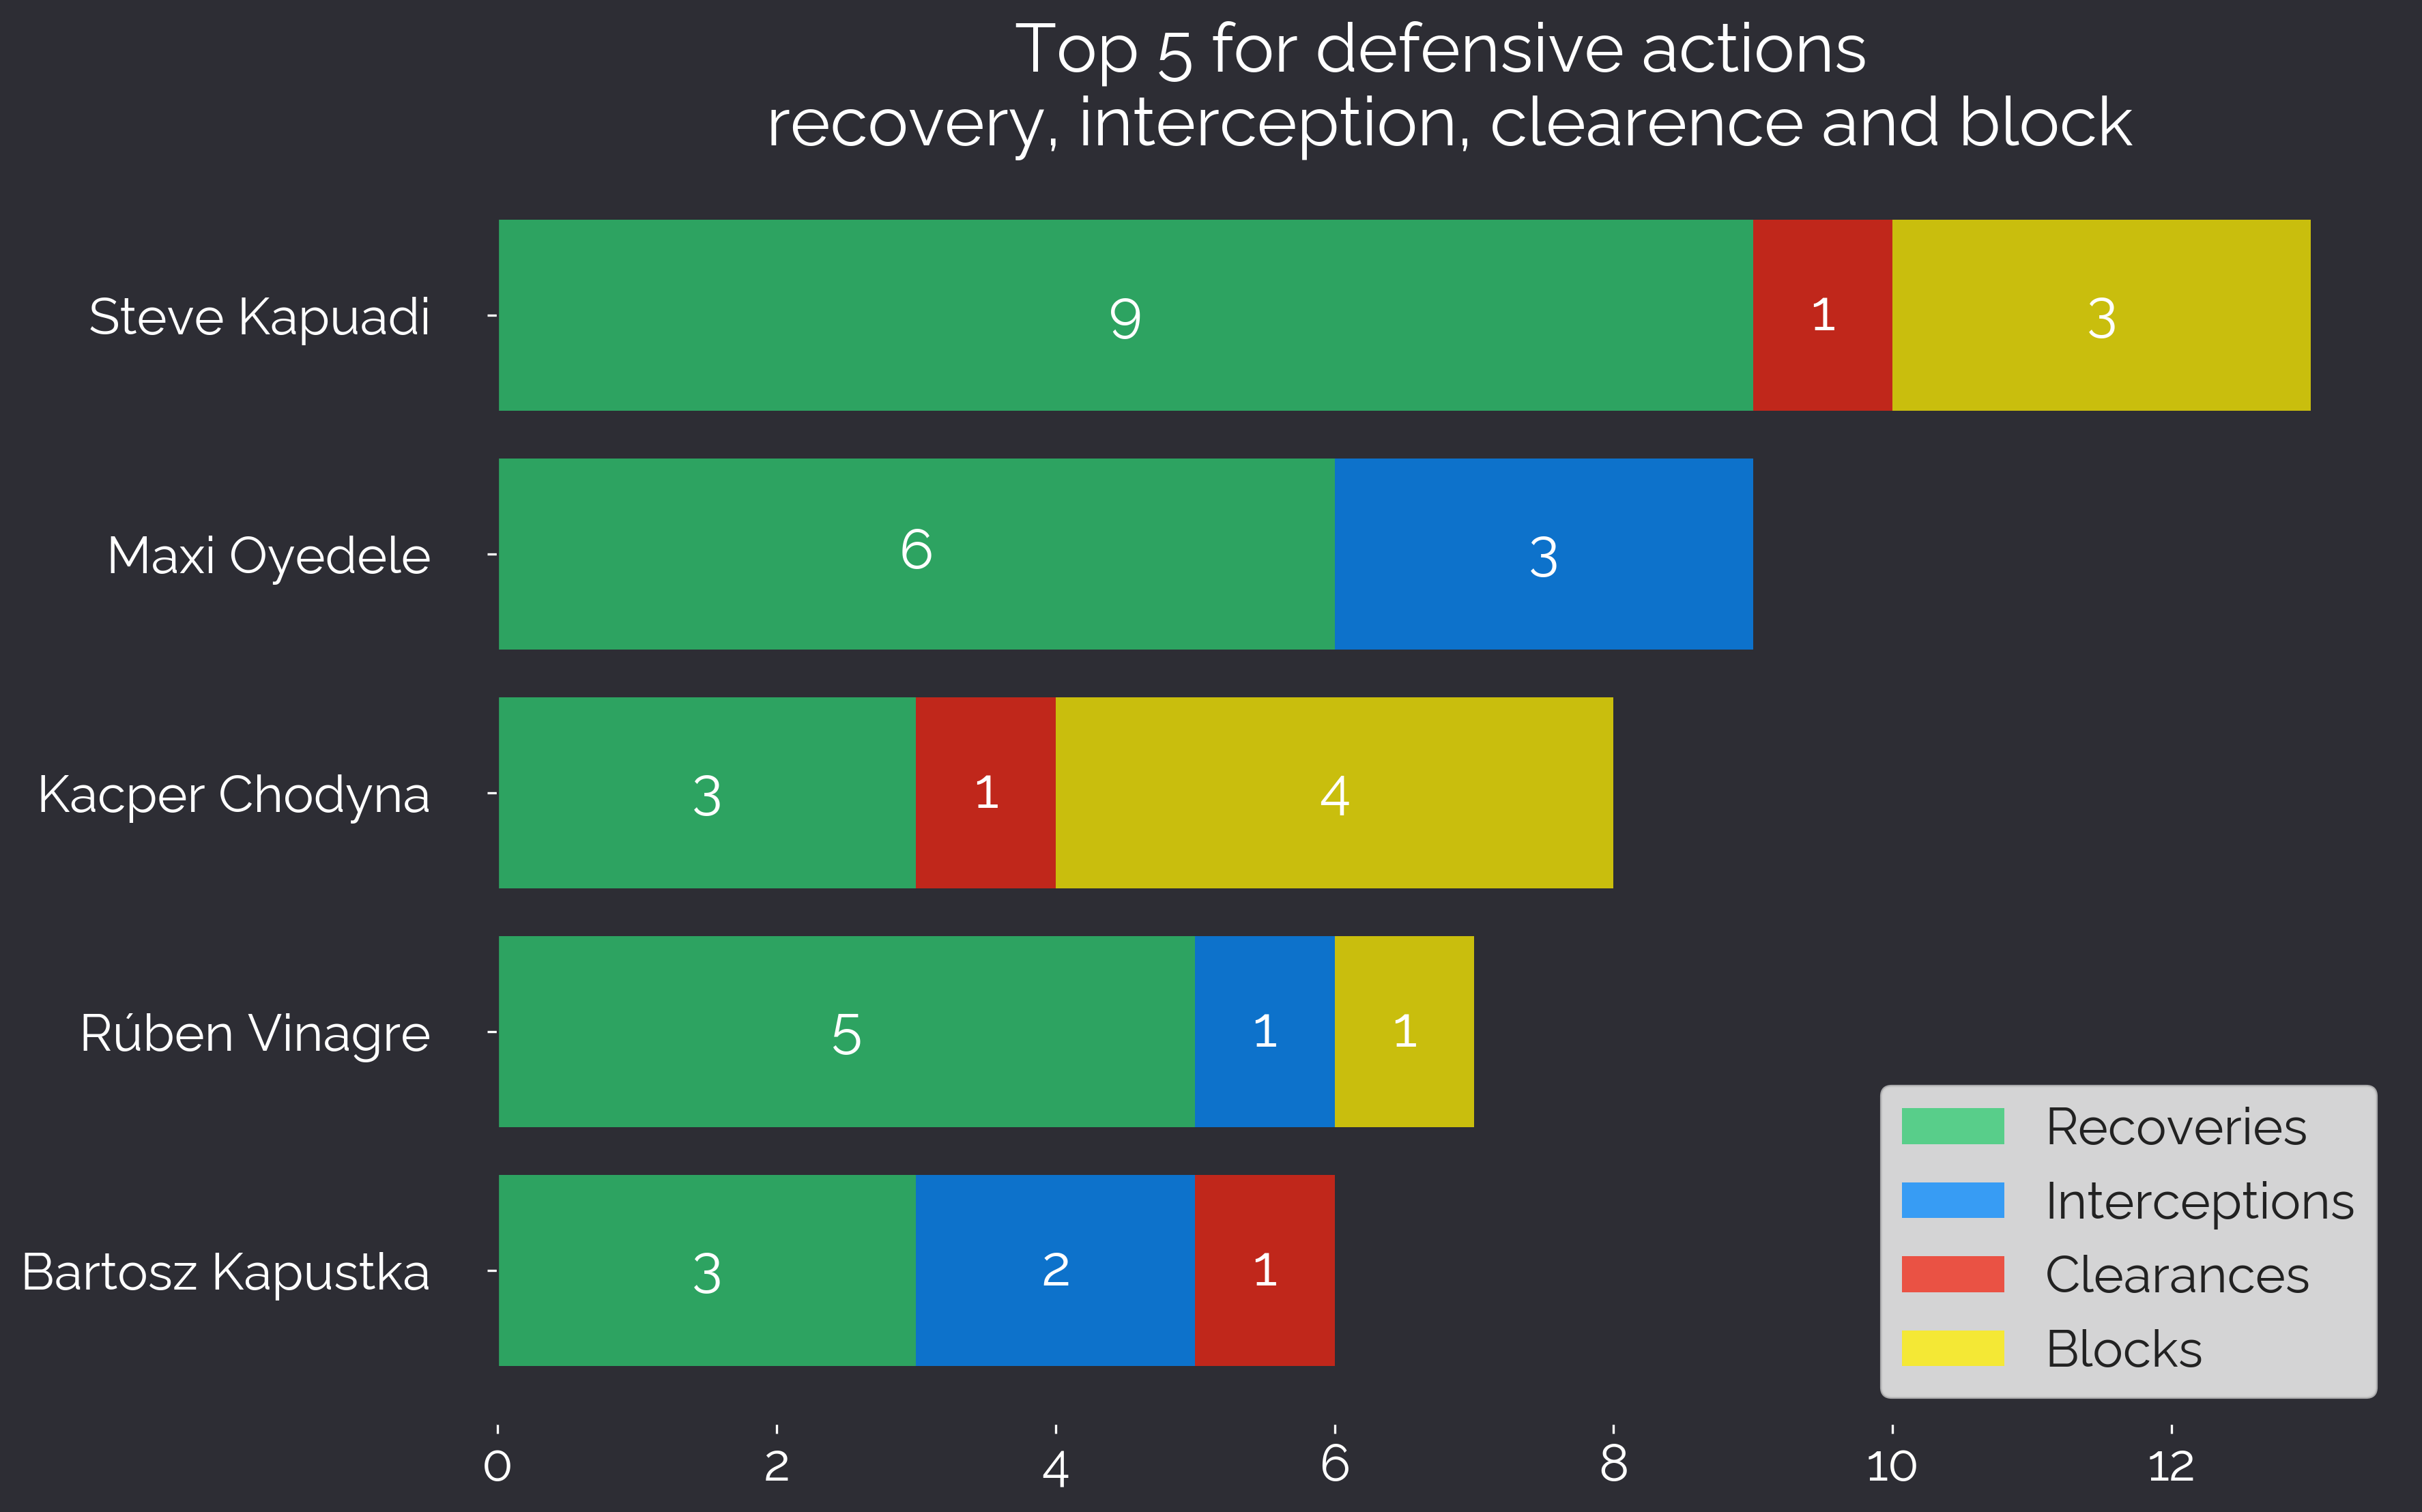 Top 5 for defensive actions
recovery, interception, clearence and block
Steve Kapuadi
9
1
3
Maxi Oyedele
6
3
Kacper Chodyna
3
1
4
Rúben Vinagre
5
1
1
Bartosz Kapustka
3
2
1
Recoveries
Interceptions
Clearances
Blocks
0
2
4
6
8
10
12